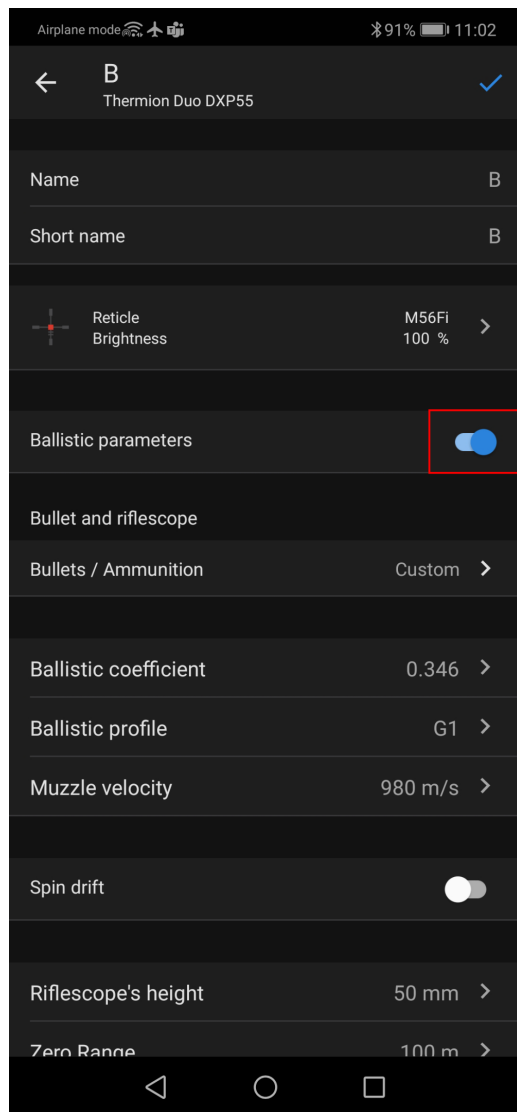 Airplane mode 91% 11:02
B
Thermion Duo DXP55
Name B
Short name B
Reticle M56Fi
Brightness 100 %
Ballistic parameters
Bullet and riflescope
Bullets / Ammunition Custom
Ballistic coefficient 0.346
Ballistic profile G1
Muzzle velocity 980 m/s
Spin drift
Riflescope's height 50 mm
Zero Range 100 m